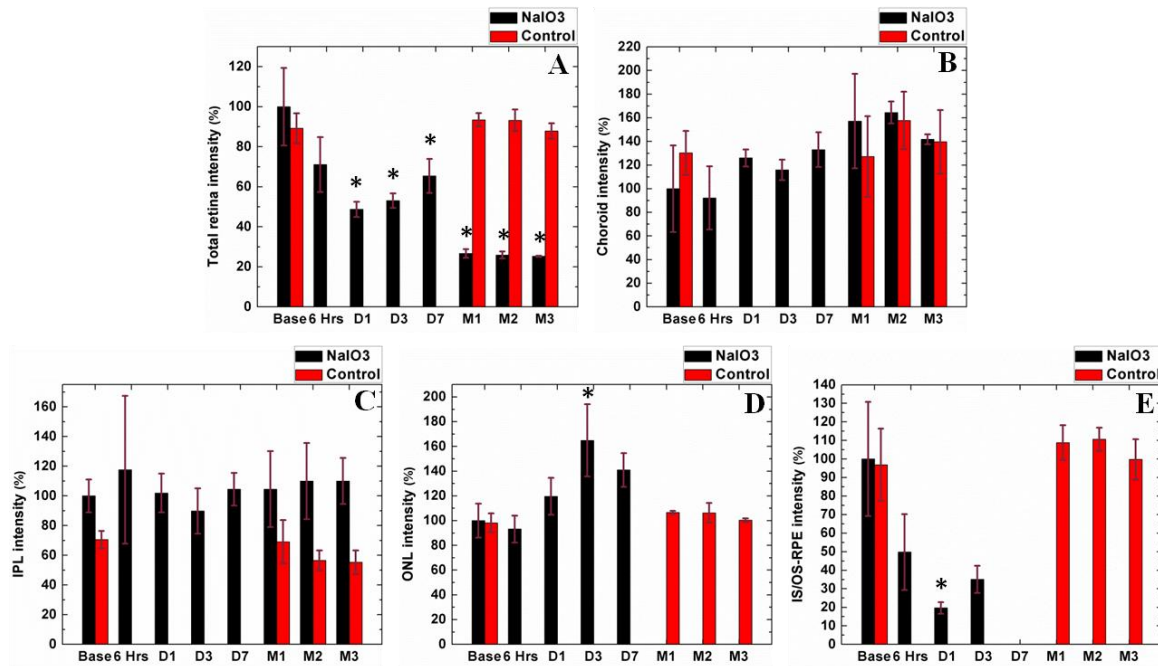 NaIO3
Control
A
Total retina intensity (%)
120
100
80
60
40
20
0
*
*
*
*
*
*
Base 6 Hrs D1 D3 D7 M1 M2 M3
NaIO3
Control
B
Choroid intensity (%)
220
200
180
160
140
120
100
80
60
40
20
0
Base 6 Hrs D1 D3 D7 M1 M2 M3
NaIO3
Control
C
IPL intensity (%)
160
140
120
100
80
60
40
20
0
Base 6 Hrs D1 D3 D7 M1 M2 M3
NaIO3
Control
D
ONL intensity (%)
200
180
160
140
120
100
80
60
40
20
0
*
Base 6 Hrs D1 D3 D7 M1 M2 M3
NaIO3
Control
E
IS/OS-RPE intensity (%)
140
130
120
110
100
90
80
70
60
50
40
30
20
10
0
*
Base 6 Hrs D1 D3 D7 M1 M2 M3